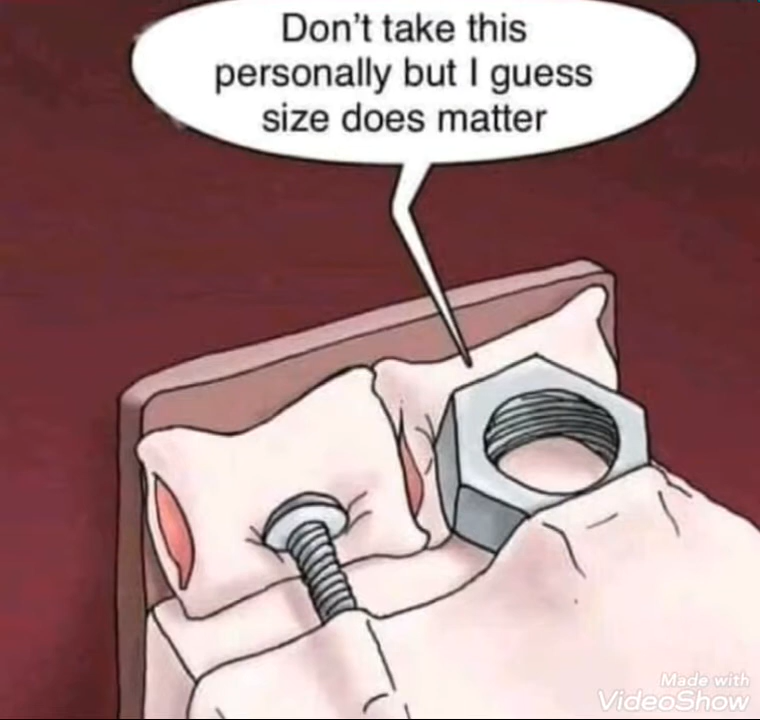 Don't take this
personally but I guess
size does matter
Made with
VideoShow